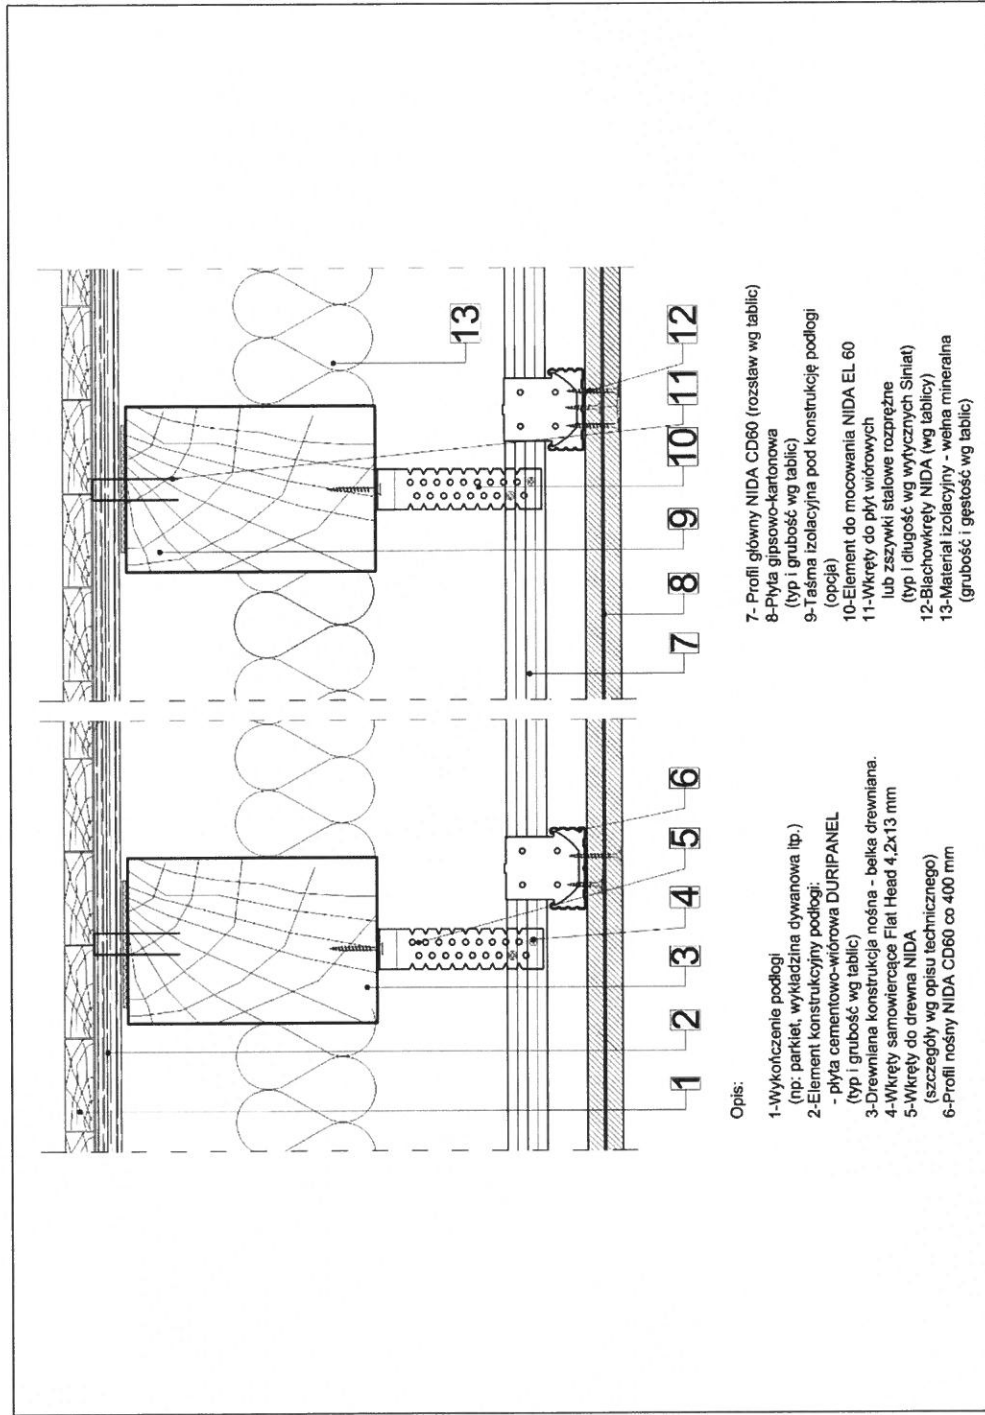 1
2
3
4
5
6
7
8
9
10
11
12
13
Opis:
1-Wykończenie podłogi
(np: parkiet, wykładzina dywanowa itp.)
2-Element konstrukcyjny podłogi:
- płyta cementowo-wiórowa DURIPANEL
(typ i grubość wg tablic)
3-Drewniana konstrukcja nośna - belka drewniana.
4-Wkręty samowiercące Flat Head 4,2x13 mm
5-Wkręty do drewna NIDA
(szczegóły wg opisu technicznego)
6-Profil nośny NIDA CD60 co 400 mm
7- Profil główny NIDA CD60 (rozstaw wg tablic)
8-Płyta gipsowo-kartonowa
(typ i grubość wg tablic)
9-Taśma izolacyjna pod konstrukcję podłogi
(opcja)
10-Element do mocowania NIDA EL 60
11-Wkręty do płyt wiórowych
lub zszywki stalowe rozprężne
(typ i długość wg wytycznych Siniat)
12-Blachowkręty NIDA (wg tablicy)
13-Materiał izolacyjny - wełna mineralna
(grubość i gęstość wg tablic)